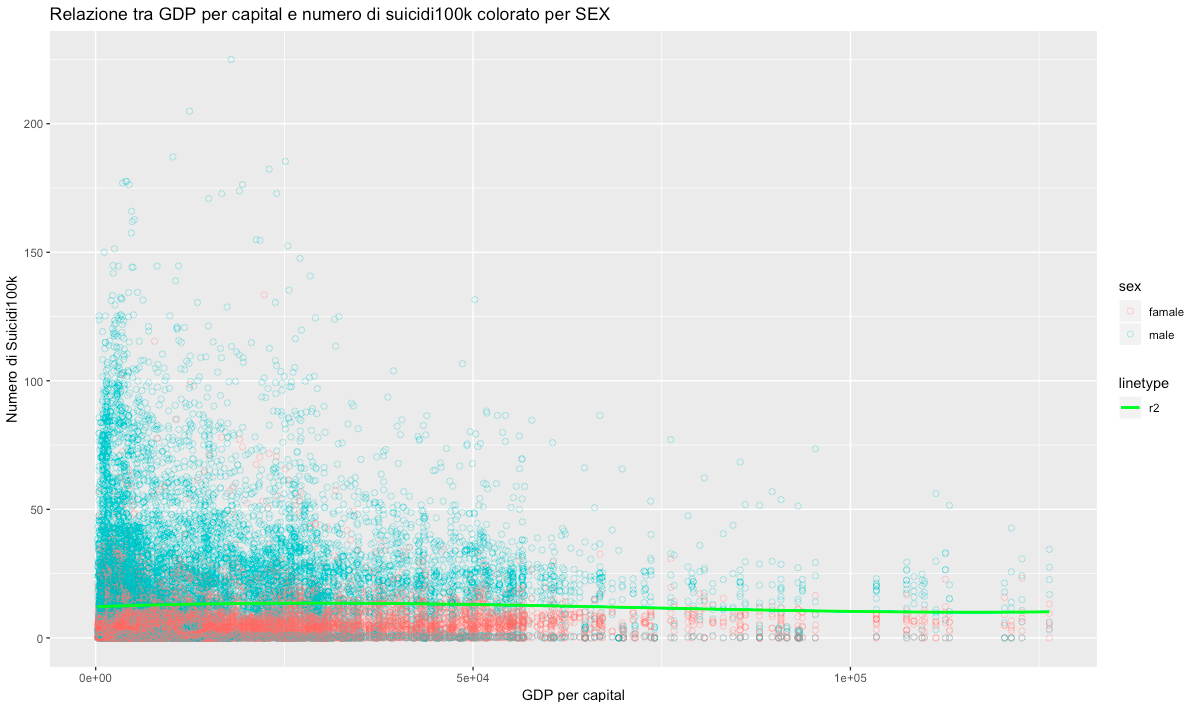 Relazione tra GDP per capital e numero di suicidi100k colorato per SEX
Numero di Suicidi100k
200
150
100
50
0
0e+00
5e+04
1e+05
GDP per capital
sex
famale
male
linetype
r2